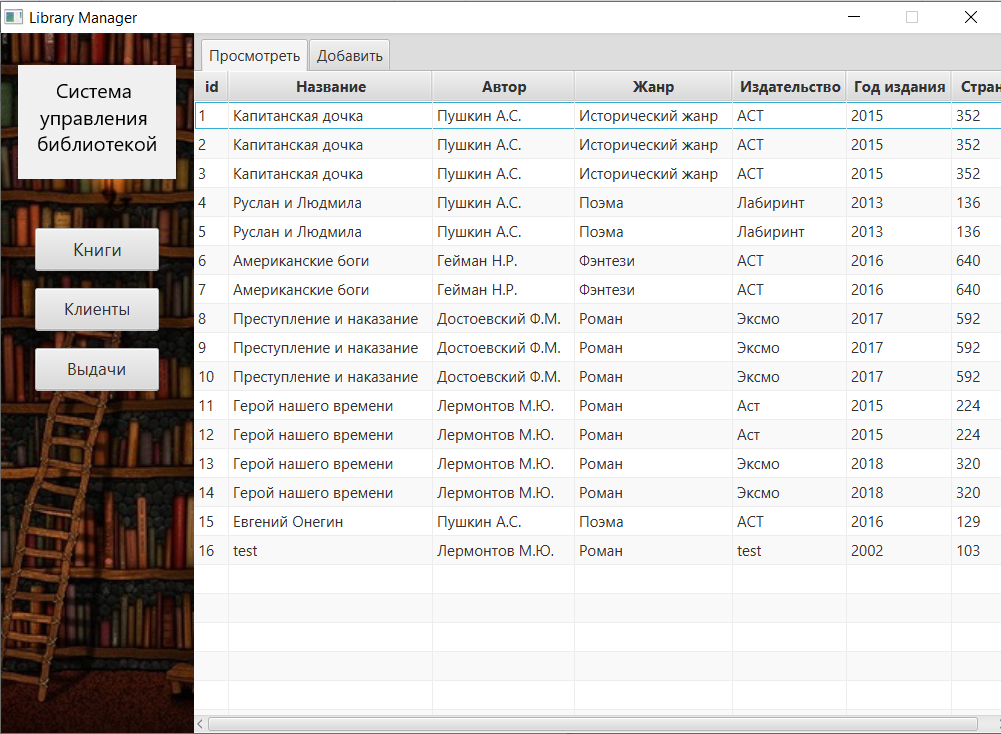 Library Manager
Система
управления
библиотекой
Книги
Клиенты
Выдачи
Просмотреть Добавить
id Название Автор Жанр Издательство Год издания Стран
1 Капитанская дочка Пушкин А.С. Исторический жанр АСТ 2015 352
2 Капитанская дочка Пушкин А.С. Исторический жанр АСТ 2015 352
3 Капитанская дочка Пушкин А.С. Исторический жанр АСТ 2015 352
4 Руслан и Людмила Пушкин А.С. Поэма Лабиринт 2013 136
5 Руслан и Людмила Пушкин А.С. Поэма Лабиринт 2013 136
6 Американские боги Гейман Н.Р. Фэнтези АСТ 2016 640
7 Американские боги Гейман Н.Р. Фэнтези АСТ 2016 640
8 Преступление и наказание Достоевский Ф.М. Роман Эксмо 2017 592
9 Преступление и наказание Достоевский Ф.М. Роман Эксмо 2017 592
10 Преступление и наказание Достоевский Ф.М. Роман Эксмо 2017 592
11 Герой нашего времени Лермонтов М.Ю. Роман Аст 2015 224
12 Герой нашего времени Лермонтов М.Ю. Роман Аст 2015 224
13 Герой нашего времени Лермонтов М.Ю. Роман Эксмо 2018 320
14 Герой нашего времени Лермонтов М.Ю. Роман Эксмо 2018 320
15 Евгений Онегин Пушкин А.С. Поэма АСТ 2016 129
16 test Лермонтов М.Ю. Роман test 2002 103